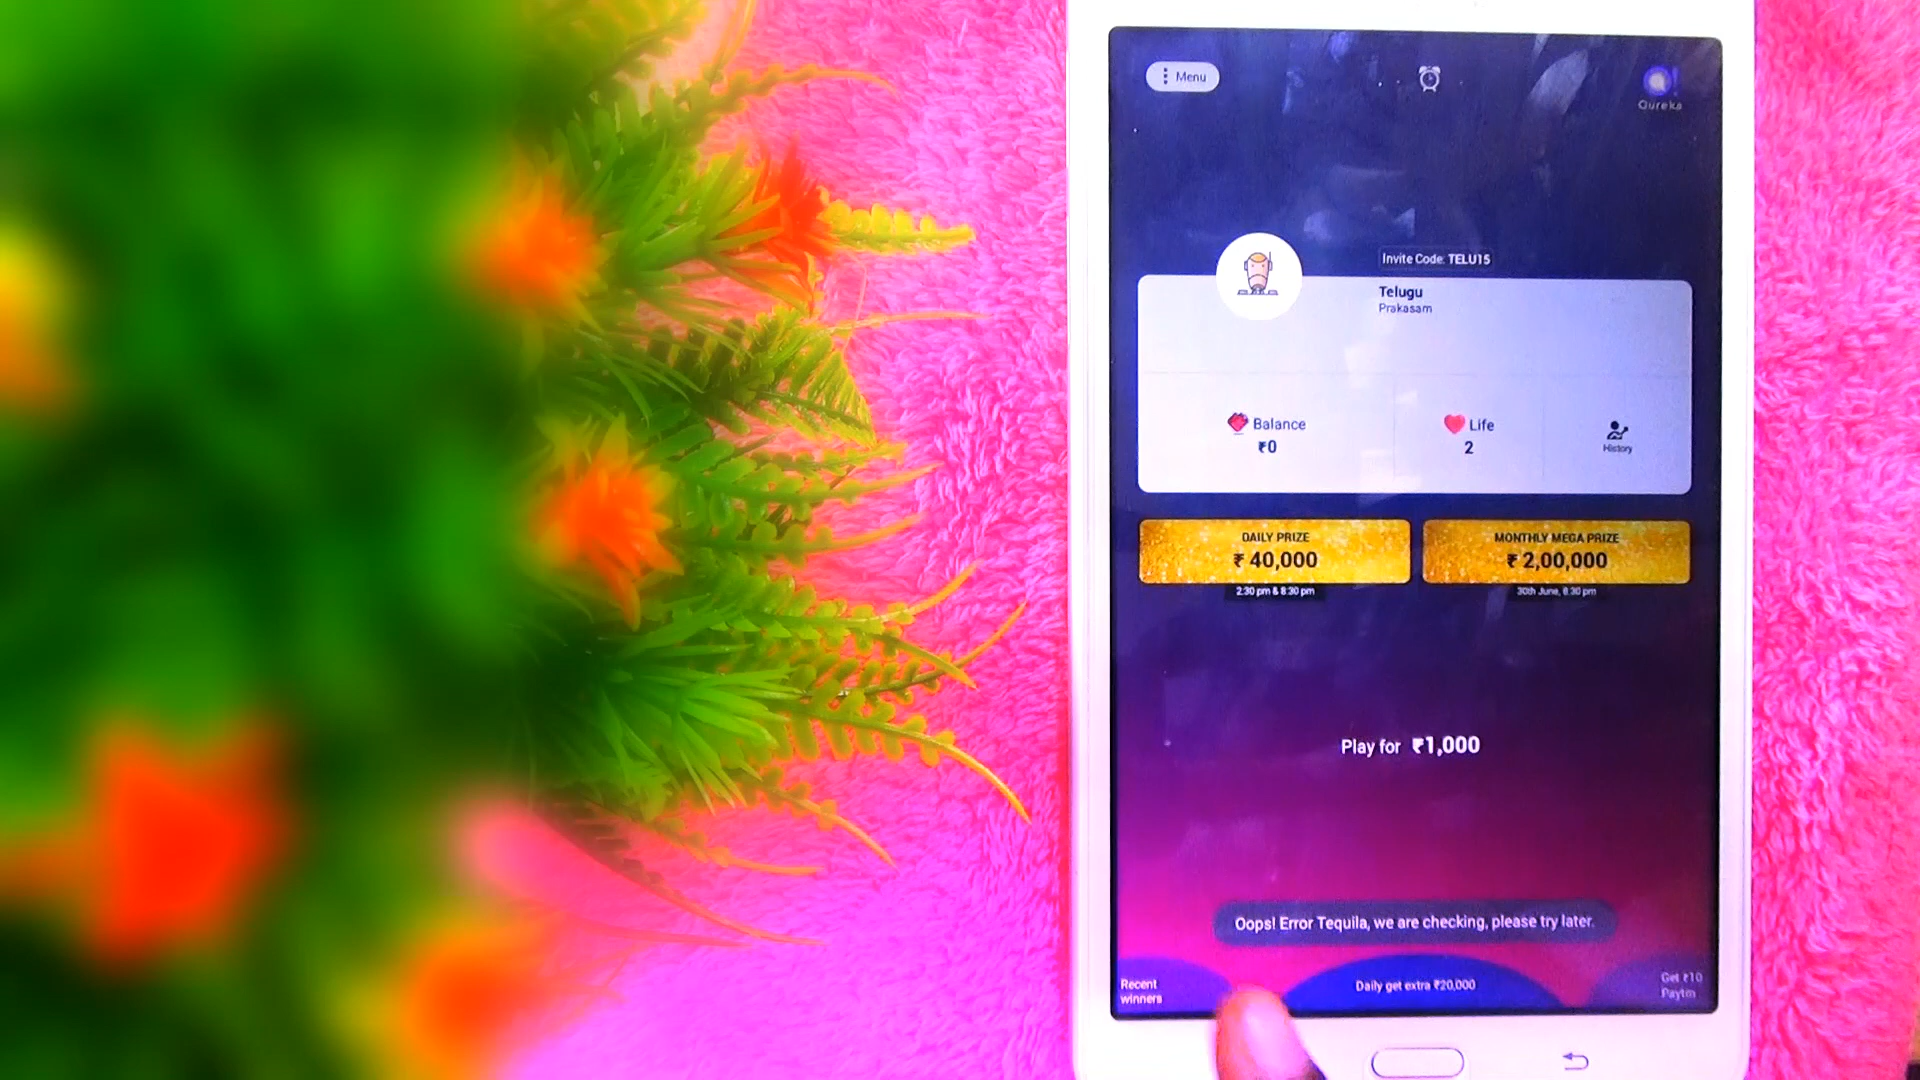 Menu
Qureka
Invite Code: TELU15
Telugu
Prakasam
Balance
₹0
Life
2
History
DAILY PRIZE
₹ 40,000
2:30 pm & 8:30 pm
MONTHLY MEGA PRIZE
₹ 2,00,000
30th June, 8:30 pm
Play for ₹1,000
Oops! Error Tequila, we are checking, please try later.
Recent
winners
Daily get extra ₹20,000
Get ₹10
Paytm